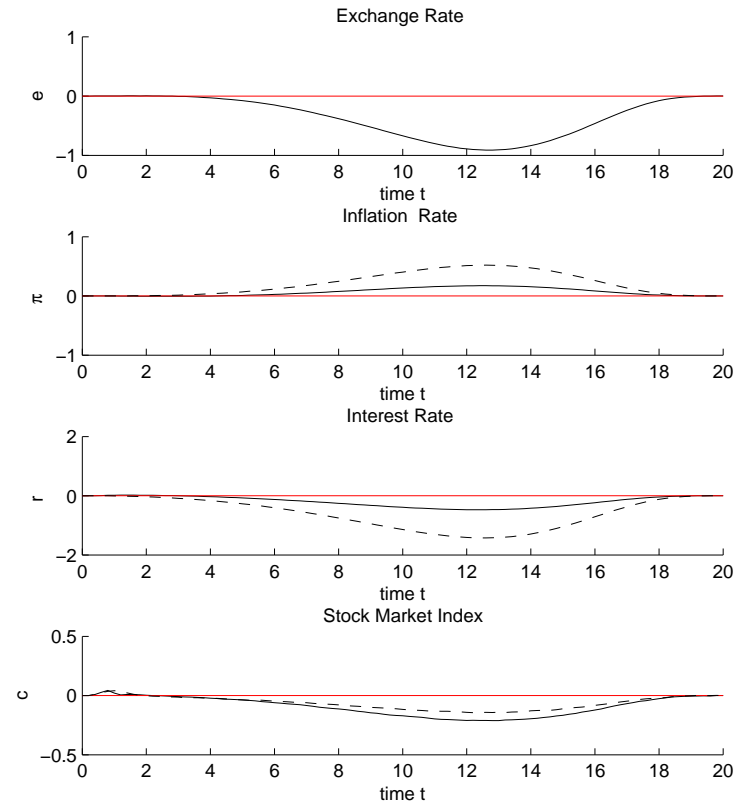 Exchange Rate
1
0
−1
e
0 2 4 6 8 10 12 14 16 18 20
time t
Inflation Rate
1
0
−1
π
0 2 4 6 8 10 12 14 16 18 20
time t
Interest Rate
2
0
−2
r
0 2 4 6 8 10 12 14 16 18 20
time t
Stock Market Index
0.5
0
−0.5
c
0 2 4 6 8 10 12 14 16 18 20
time t